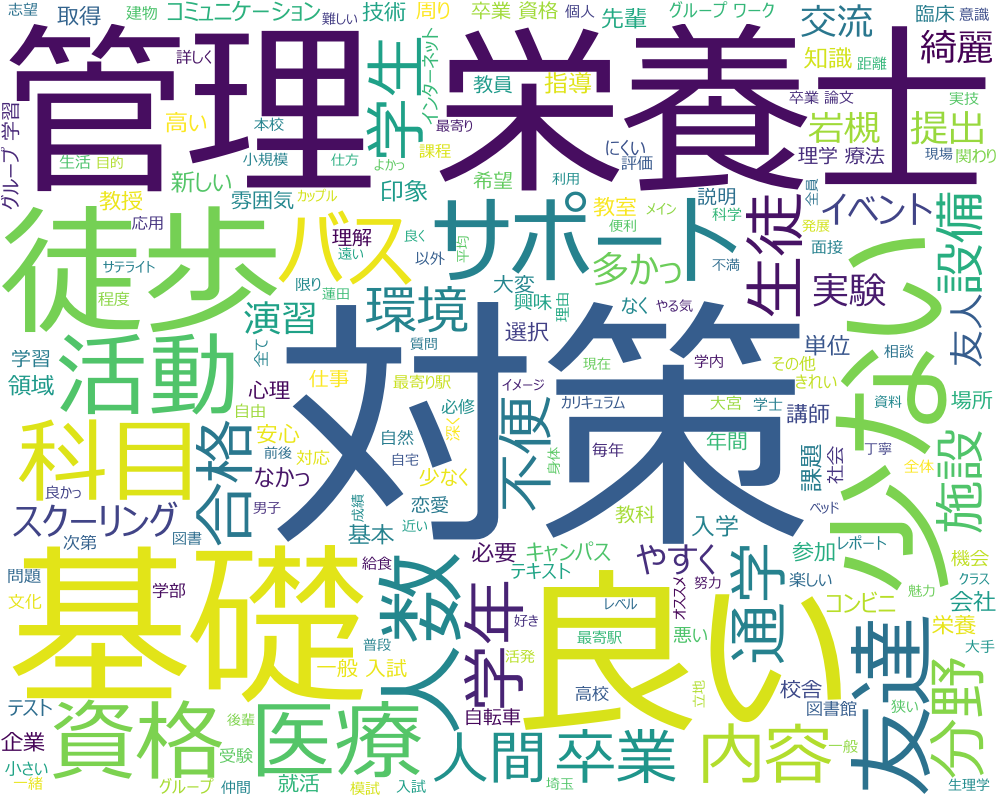 志望
建物
コミュニケーション
難しい
技術
周り
卒業 資格
個人
先輩
グループ ワーク
交流
臨床
意識
取得
管理
栄養士
綺麗
詳しく
学生
インターネット
教員
指導
知識
距離
卒業 論文
実技
グループ 学習
高い
本校
最寄り
岩槻
提出
生活
目的
小規模
仕方
よかっ
課程
にくい
評価
理学 療法
現場
関わり
新しい
雰囲気
カップル
印象
希望
利用
説明
全員
教授
応用
徒歩
バス
理解
良く
サポート
教室
メイン
科学
生徒
発展
イベント
設備
サテライト
遠い
以外
平均
便利
多かっ
不満
面接
少ない
程度
限り
蓮田
大変
興味
理由
なく
やる気
実験
演習
環境
選択
単位
友人
活動
全て
質問
対策
学習
領域
心理
仕事
最寄り駅
イメージ
現在
学内
その他
相談
カリキュラム
大宮
学士
きれい
資料
場所
自由
必修
深く
不便
講師
施設
科目
合格
安心
前後
対応
自然
自宅
少なく
身体
毎年
年間
課題
社会
丁寧
全体
良かっ
なかっ
男子
成績
恋愛
近い
教科
入学
ベッド
スクーリング
図書
基本
次第
給食
必要
キャンパス
テキスト
やすく
参加
レポート
機会
問題
基礎
学部
人数
学年
良い
オススメ
努力
通学
楽しい
クラス
会社
文化
レベル
コンビニ
魅力
栄養
好き
最寄駅
悪い
友達
大手
普段
活発
一般 入試
分野
高校
立地
校舎
テスト
資格
後輩
医療
自転車
図書館
狭い
企業
受験
人間
卒業
内容
一般
小さい
一緒
グループ
仲間
就活
模試
入試
埼玉
生理学